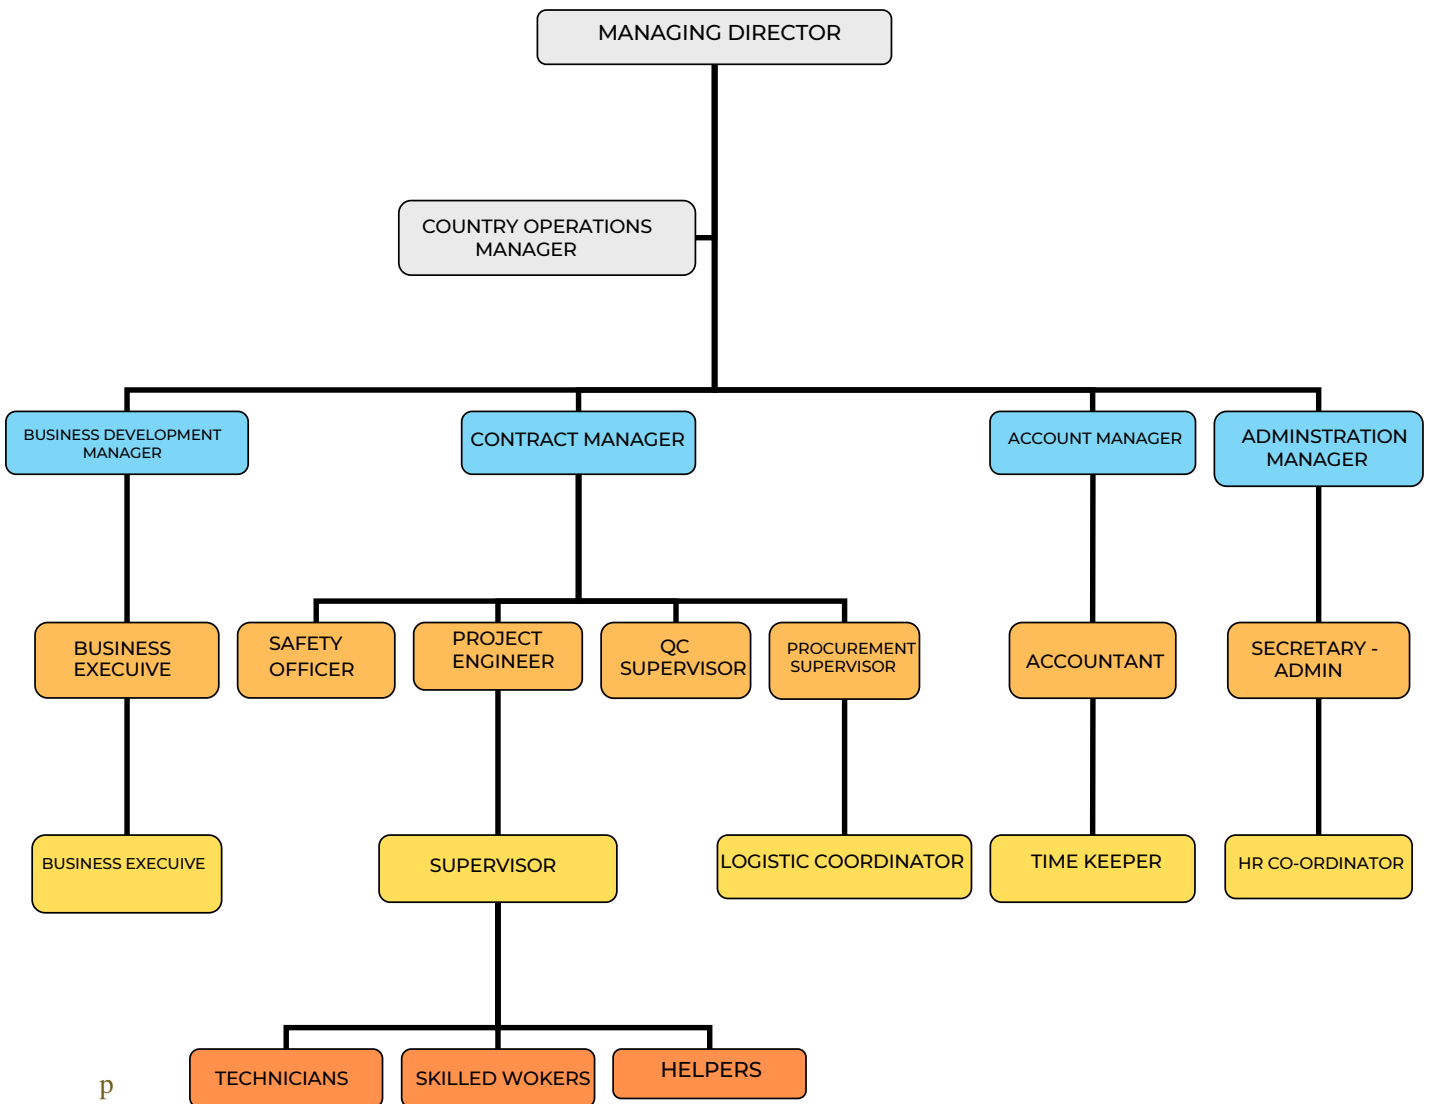 MANAGING DIRECTOR
COUNTRY OPERATIONS
MANAGER
BUSINESS DEVELOPMENT
MANAGER
CONTRACT MANAGER
ACCOUNT MANAGER
ADMINSTRATION
MANAGER
BUSINESS
EXECUIVE
SAFETY
OFFICER
PROJECT
ENGINEER
QC
SUPERVISOR
PROCUREMENT
SUPERVISOR
ACCOUNTANT
SECRETARY -
ADMIN
BUSINESS EXECUIVE
SUPERVISOR
LOGISTIC COORDINATOR
TIME KEEPER
HR CO-ORDINATOR
TECHNICIANS
SKILLED WOKERS
HELPERS
p